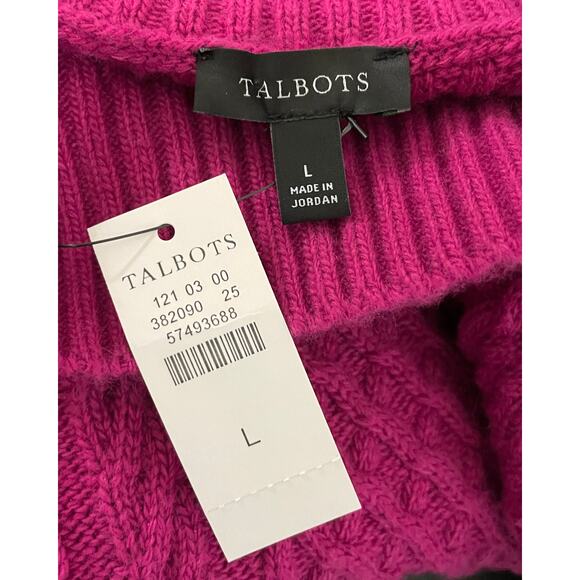 TALBOTS
L
MADE IN
JORDAN
TALBOTS
121 03 00
382090 25
57493688
L